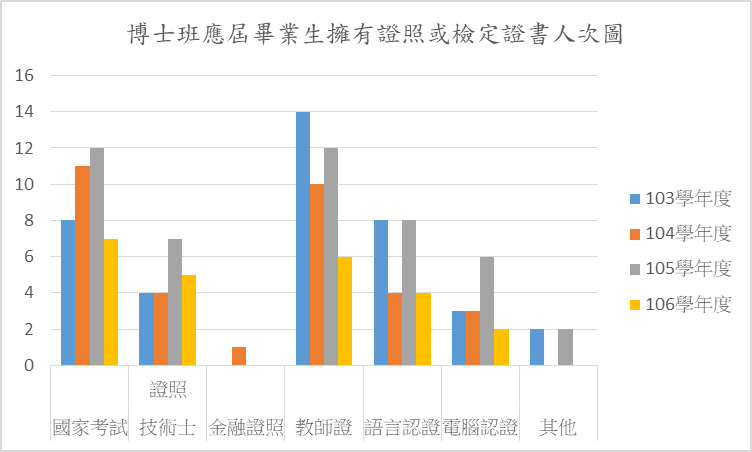 博士班應屆畢業生擁有證照或檢定證書人次圖
16
14
12
10
8
6
4
2
0
103學年度
104學年度
105學年度
106學年度
證照
國家考試 技術士 金融證照 教師證 語言認證 電腦認證 其他